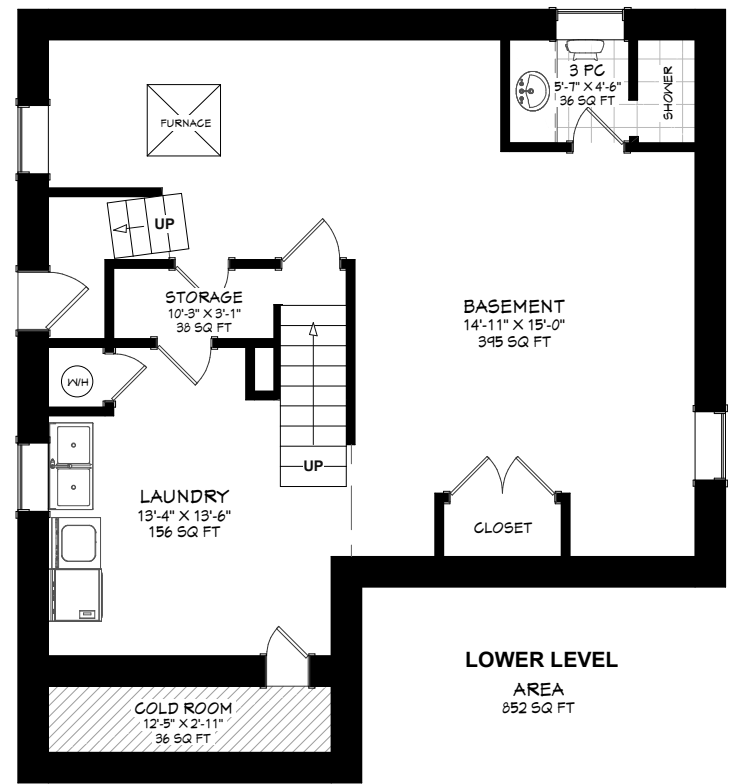 3 PC
5'-7" X 4'-6"
36 SQ FT
SHOWER
FURNACE
UP
STORAGE
10'-3" X 3'-1"
38 SQ FT
BASEMENT
14'-11" X 15'-0"
395 SQ FT
W/H
UP
LAUNDRY
13'-4" X 13'-6"
156 SQ FT
CLOSET
LOWER LEVEL
AREA
852 SQ FT
COLD ROOM
12'-5" X 2'-11"
36 SQ FT